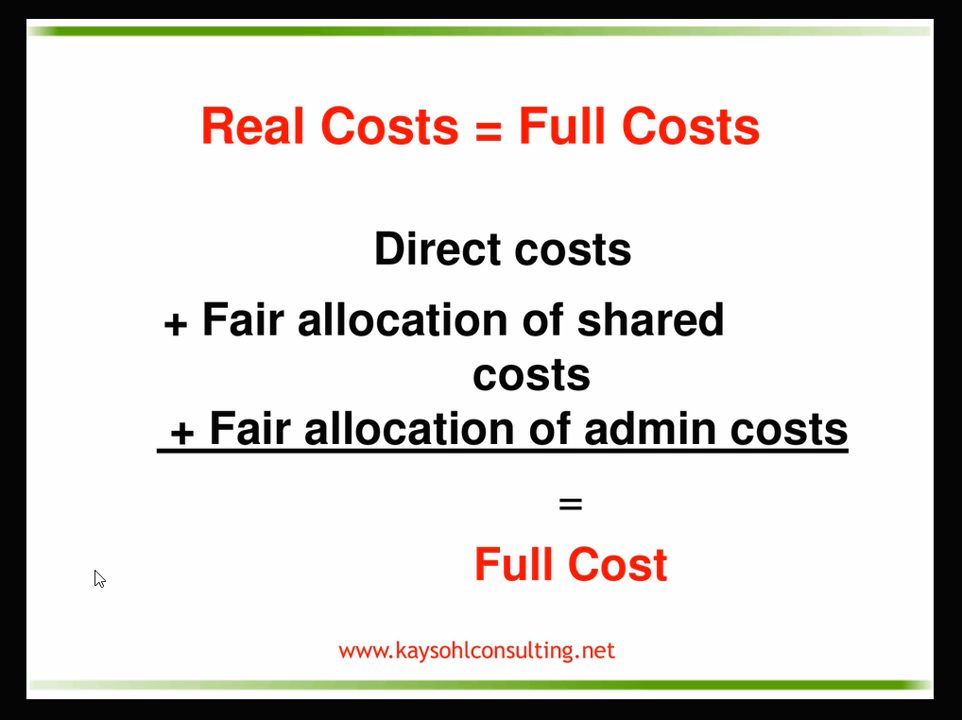 Real Costs = Full Costs
Direct costs
+ Fair allocation of shared
costs
+ Fair allocation of admin costs
=
Full Cost
www.kaysohlconsulting.net